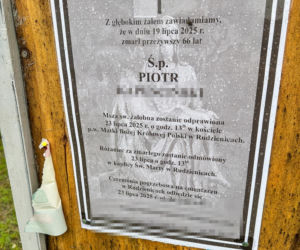 Z głębokim żalem zawiadamiamy,
że w dniu 19 lipca 2025 r.
zmarł przeżywszy 66 lat
Ś.p.
PIOTR
Msza św. żałobna zostanie odprawiona
23 lipca 2025 r. o godz. 13⁰⁰ w kościele
p.w. Matki Bożej Królowej Polski w Rudzienicach.
Różaniec za zmarłego zostanie odmówiony
23 lipca o godz.
w kaplicy Św. Marty w Rudzienicach.
Ceremonia pogrzebowa na cmentarzu
w Rudzienicach odbędzie się
23 lipca 2025 r.